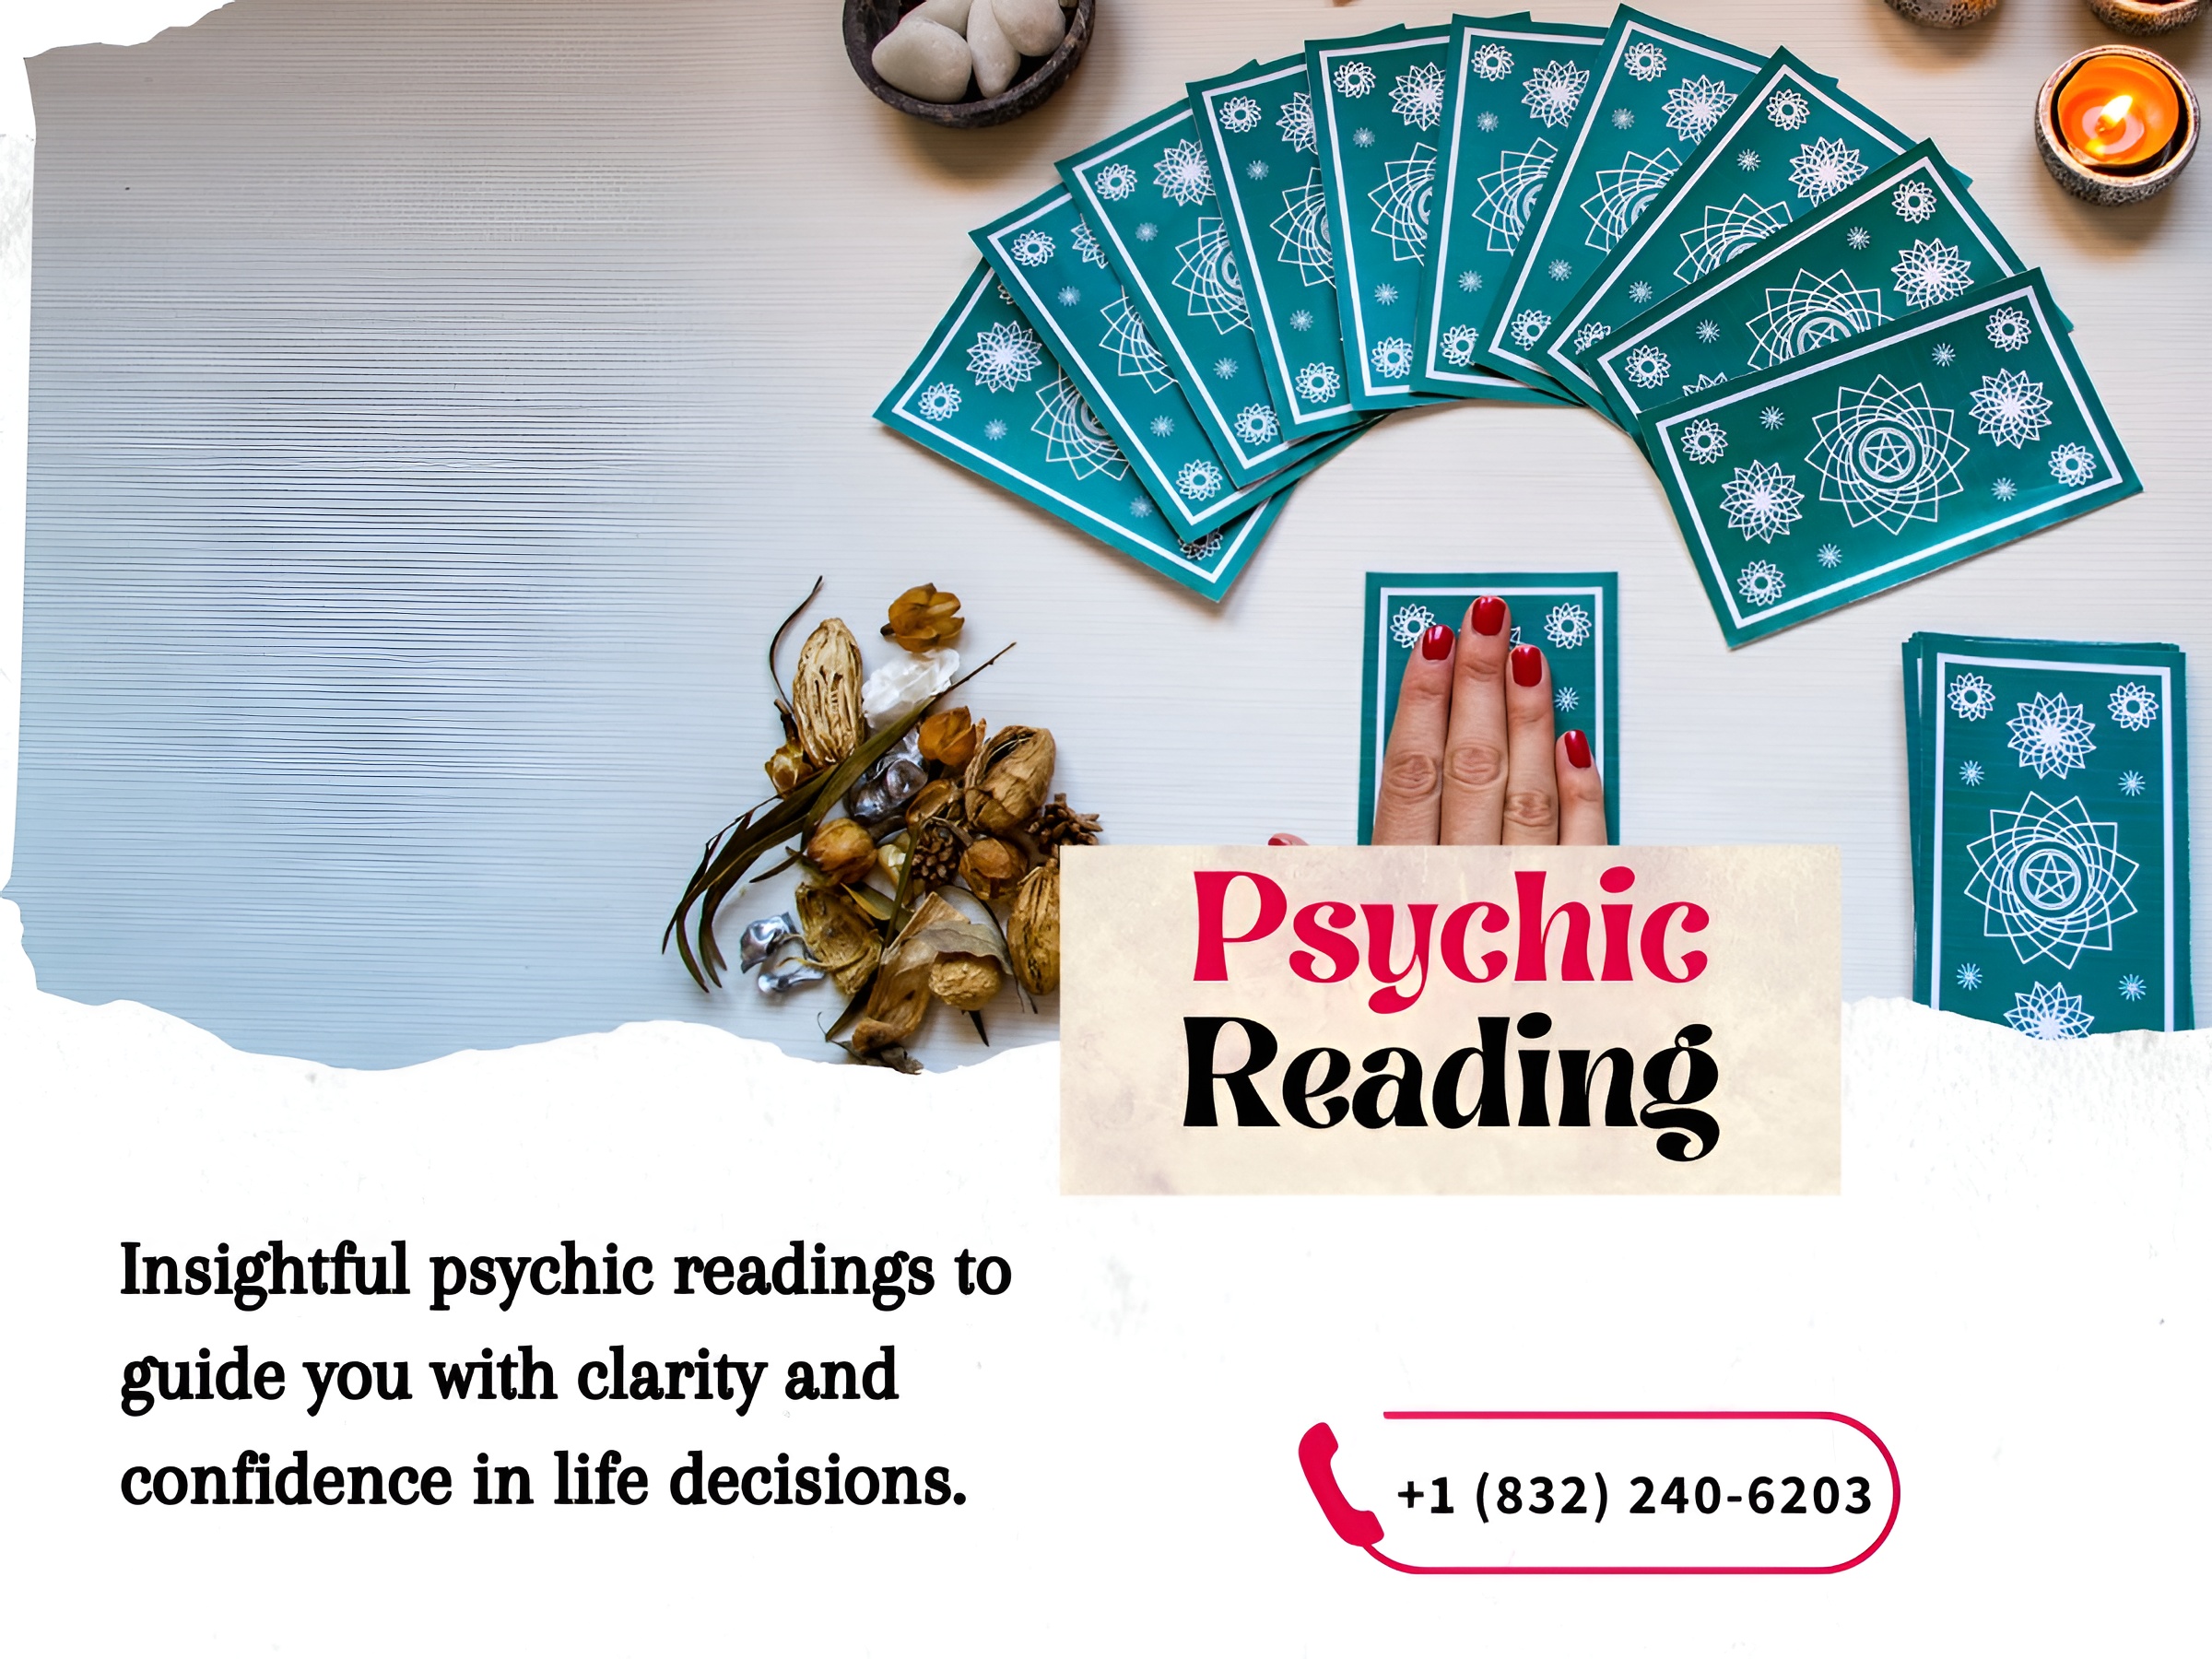 Psychic
Reading
Insightful psychic readings to
guide you with clarity and
confidence in life decisions.
+1 (832) 240-6203